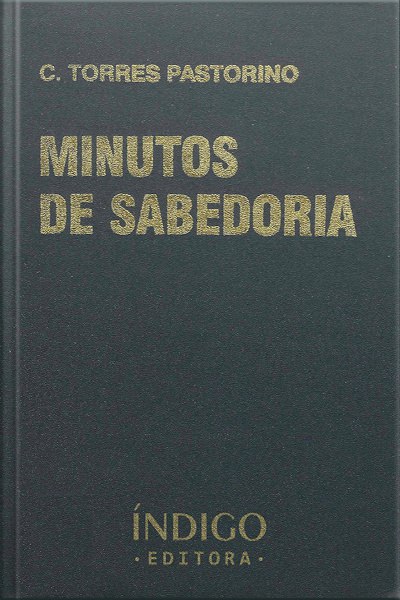 C. TORRES PASTORINO
MINUTOS
DE SABEDORIA
ÍNDIGO
· EDITORA ·